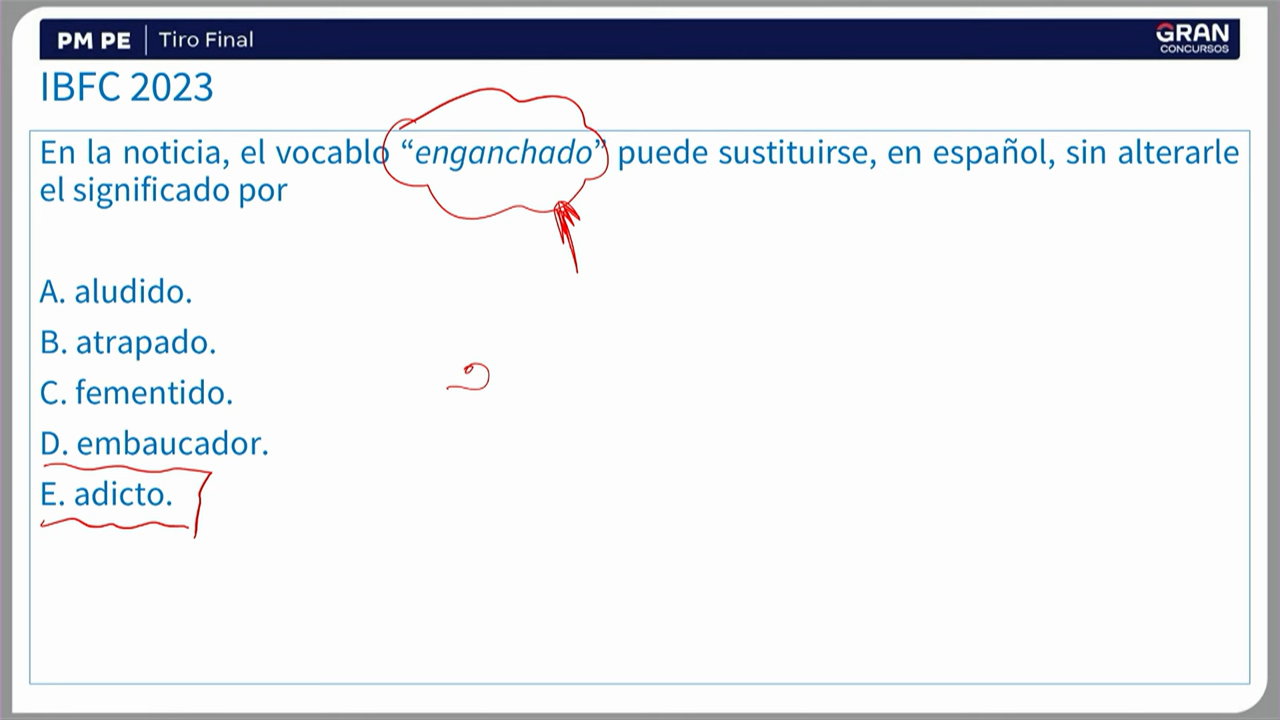 PM PE | Tiro Final
GRAN
CONCURSOS
IBFC 2023
En la noticia, el vocablo “enganchado” puede sustituirse, en español, sin alterarle
el significado por
A. aludido.
B. atrapado.
C. fementido.
D. embaucador.
E. adicto.